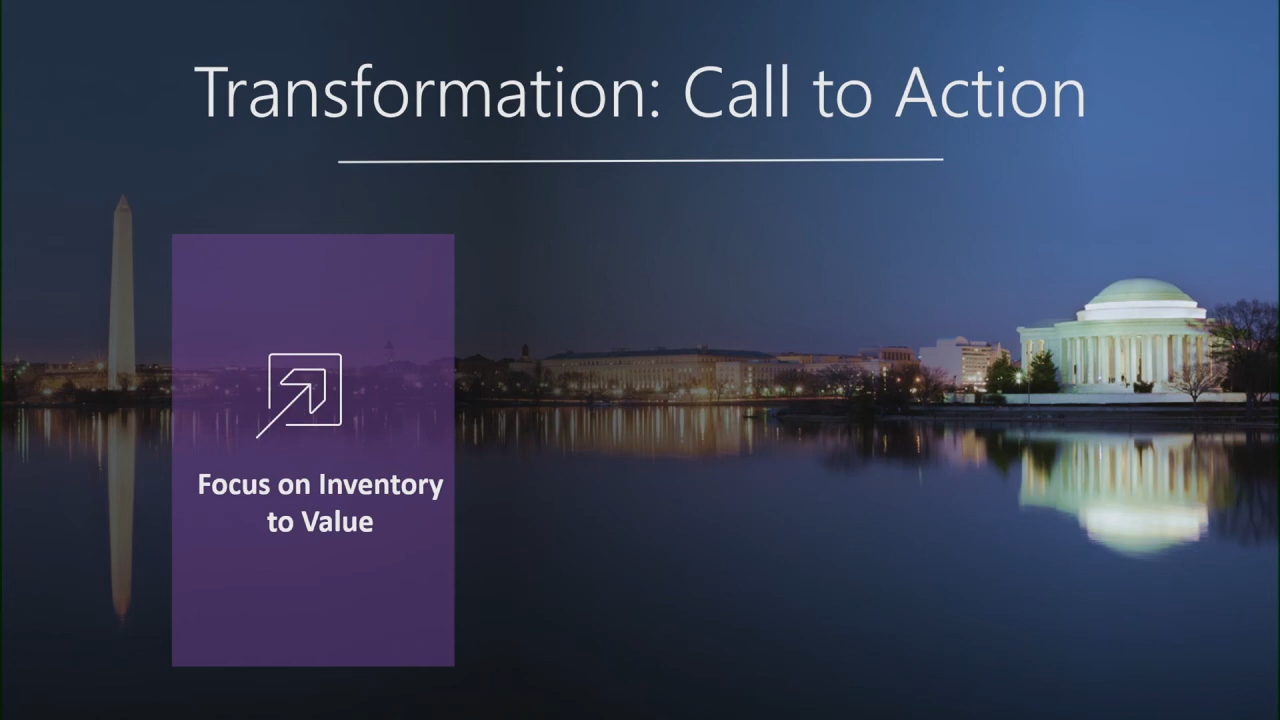 Transformation: Call to Action
Focus on Inventory
to Value